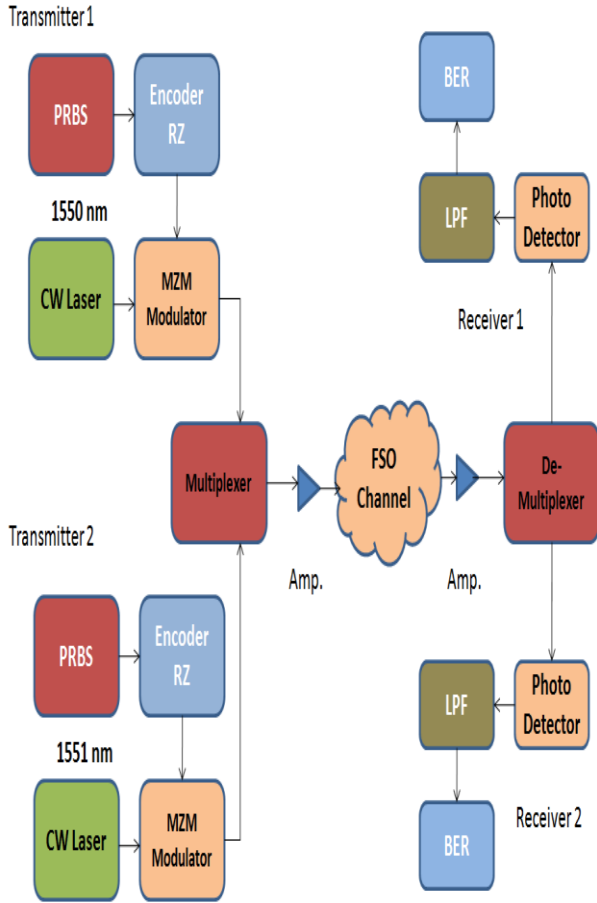 Transmitter 1
PRBS
Encoder
RZ
1550 nm
CW Laser
MZM
Modulator
Multiplexer
Transmitter 2
PRBS
Encoder
RZ
1551 nm
CW Laser
MZM
Modulator
Amp.
FSO
Channel
Amp.
BER
LPF
Photo
Detector
Receiver 1
De-
Multiplexer
LPF
Photo
Detector
BER
Receiver 2